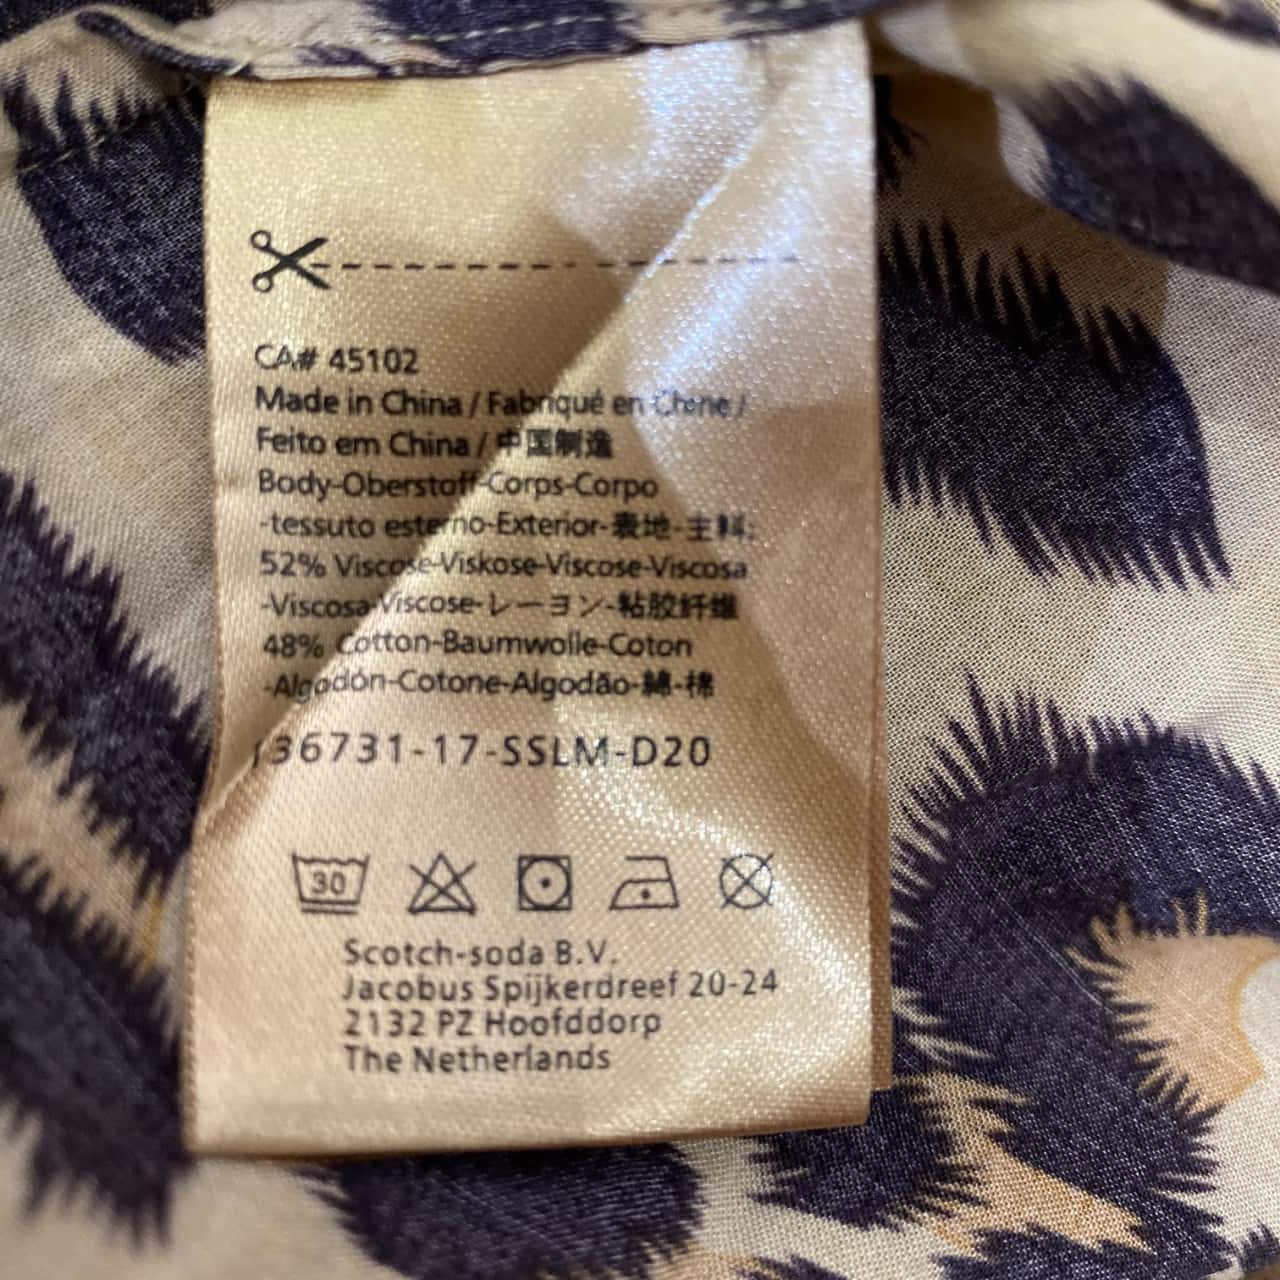 CA# 45102
Made in China / Fabriqué en Chine /
Feito em China / 中国制造
Body-Oberstoff-Corps-Corpo
-tessuto esterno-Exterior-表地-主料:
52% Viscose-Viskose-Viscose-Viscosa
-Viscosa-Viscose-レーヨン-粘胶纤维
48% Cotton-Baumwolle-Coton
-Algodón-Cotone-Algodão-綿-棉
136731-17-SSLM-D20
30
Scotch-soda B.V.
Jacobus Spijkerdreef 20-24
2132 PZ Hoofddorp
The Netherlands